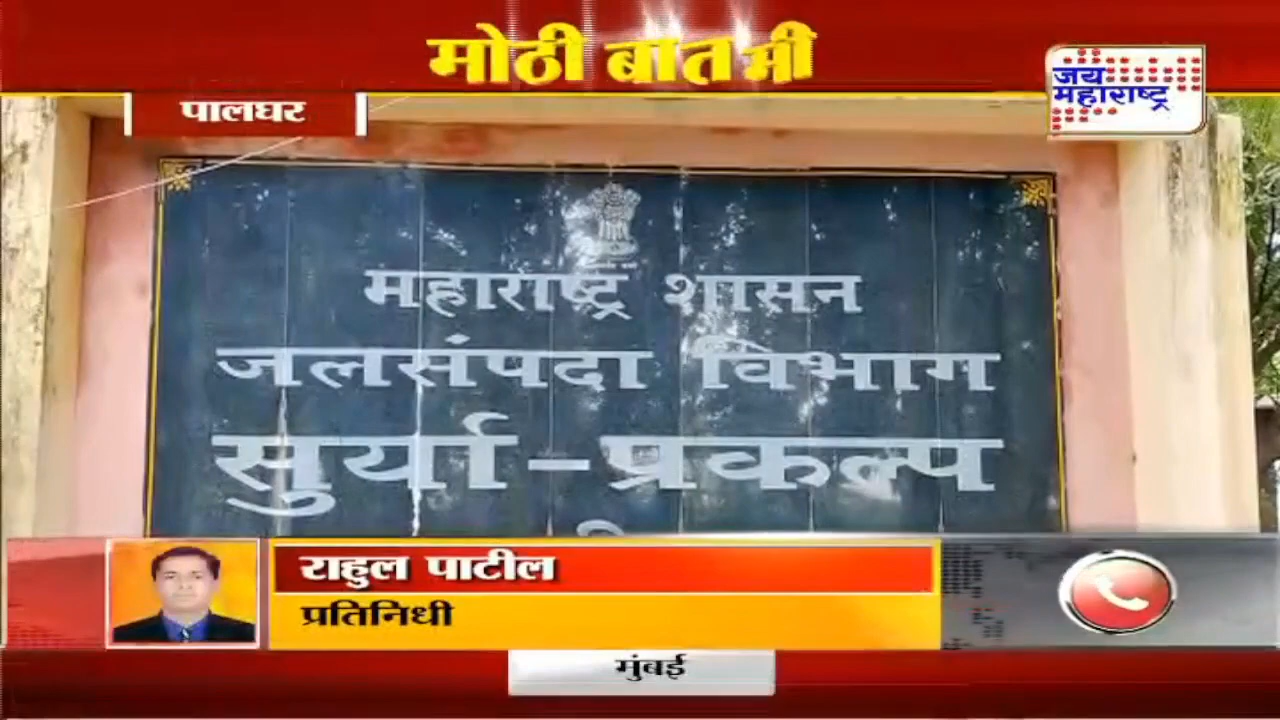 मोठी बातमी
जय
महाराष्ट्र
पालघर
महाराष्ट्र शासन
जलसंपदा विभाग
सुर्या-प्रकल्प
राहुल पाटील
प्रतिनिधी
मुंबई